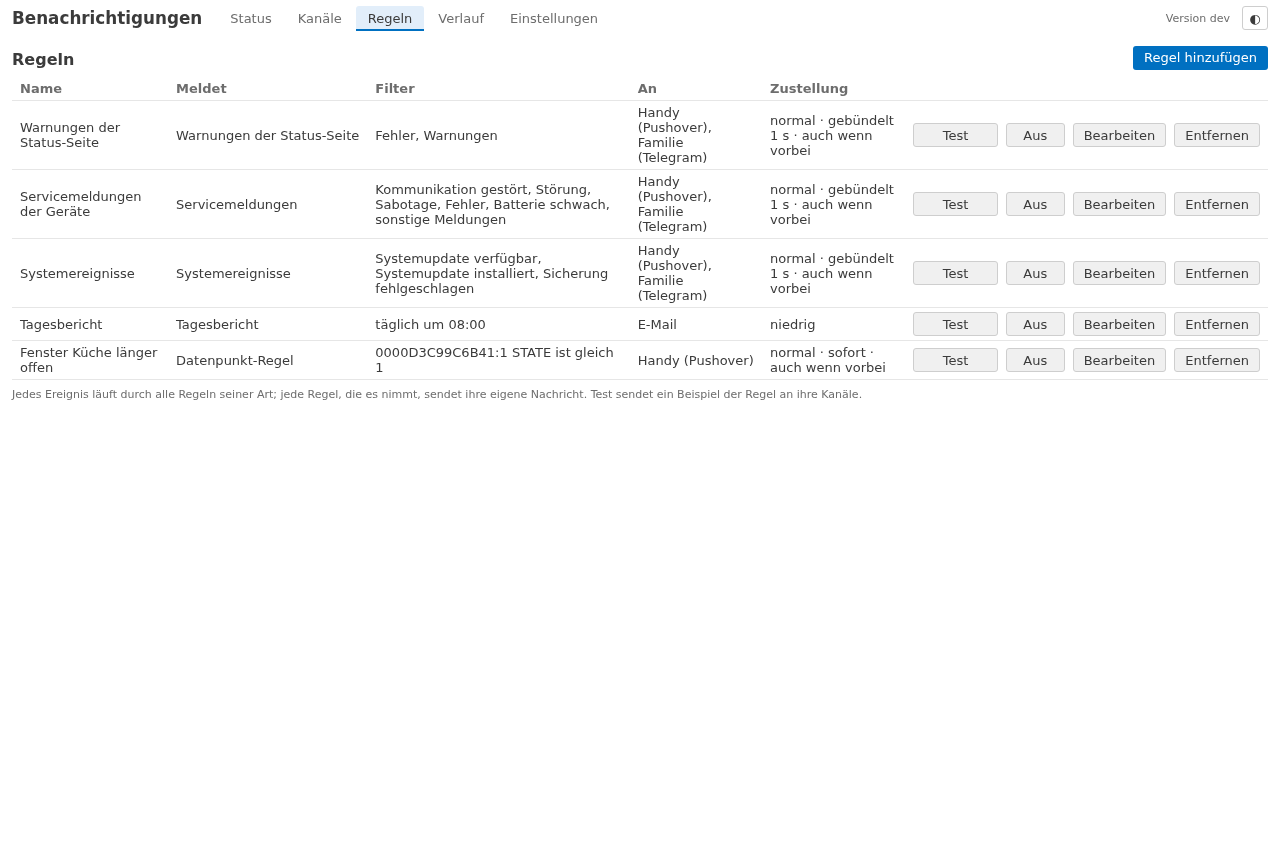 Benachrichtigungen Status Kanäle Regeln Verlauf Einstellungen Version dev
Regeln Regel hinzufügen
Name Meldet Filter An Zustellung
Warnungen der
Status-Seite
Warnungen der Status-Seite
Fehler, Warnungen
Handy
(Pushover),
Familie
(Telegram)
normal · gebündelt
1 s · auch wenn
vorbei
Test Aus Bearbeiten Entfernen
Servicemeldungen
der Geräte
Servicemeldungen
Kommunikation gestört, Störung,
Sabotage, Fehler, Batterie schwach,
sonstige Meldungen
Handy
(Pushover),
Familie
(Telegram)
normal · gebündelt
1 s · auch wenn
vorbei
Test Aus Bearbeiten Entfernen
Systemereignisse
Systemereignisse
Systemupdate verfügbar,
Systemupdate installiert, Sicherung
fehlgeschlagen
Handy
(Pushover),
Familie
(Telegram)
normal · gebündelt
1 s · auch wenn
vorbei
Test Aus Bearbeiten Entfernen
Tagesbericht Tagesbericht täglich um 08:00 E-Mail niedrig Test Aus Bearbeiten Entfernen
Fenster Küche länger
offen
Datenpunkt-Regel
0000D3C99C6B41:1 STATE ist gleich
1
Handy (Pushover)
normal · sofort ·
auch wenn vorbei
Test Aus Bearbeiten Entfernen
Jedes Ereignis läuft durch alle Regeln seiner Art; jede Regel, die es nimmt, sendet ihre eigene Nachricht. Test sendet ein Beispiel der Regel an ihre Kanäle.